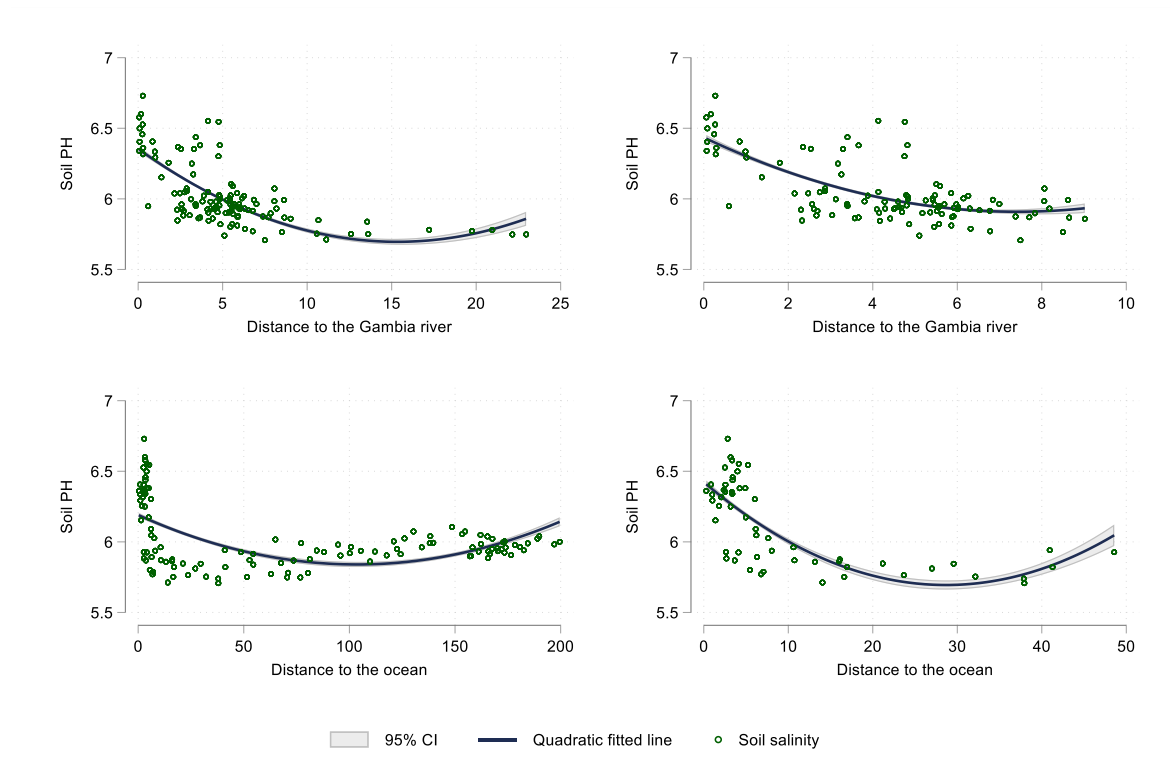 7
6.5
6
5.5
Soil PH
0 5 10 15 20 25
Distance to the Gambia river
7
6.5
6
5.5
Soil PH
0 2 4 6 8 10
Distance to the Gambia river
7
6.5
6
5.5
Soil PH
0 50 100 150 200
Distance to the ocean
7
6.5
6
5.5
Soil PH
0 10 20 30 40 50
Distance to the ocean
95% CI Quadratic fitted line Soil salinity